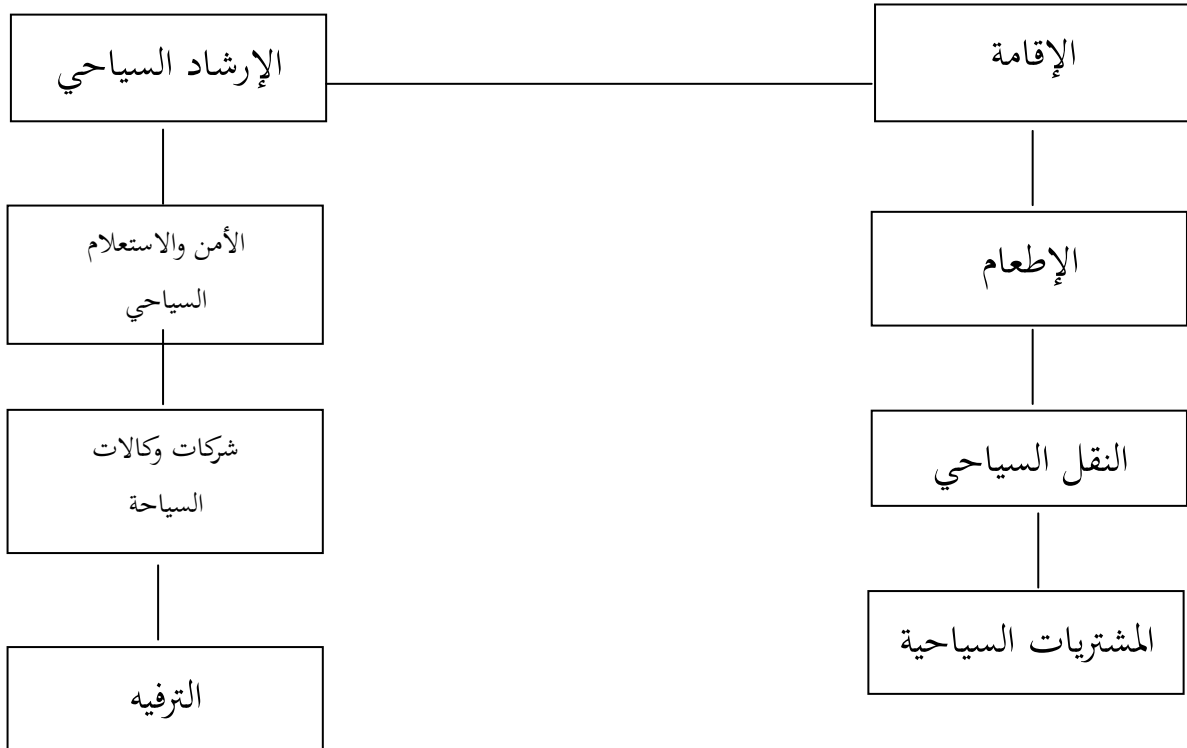 الإقامة
الإرشاد السياحي
الإطعام
الأمن والاستعلام
السياحي
النقل السياحي
شركات وكالات
السياحة
المشتريات السياحية
الترفيه